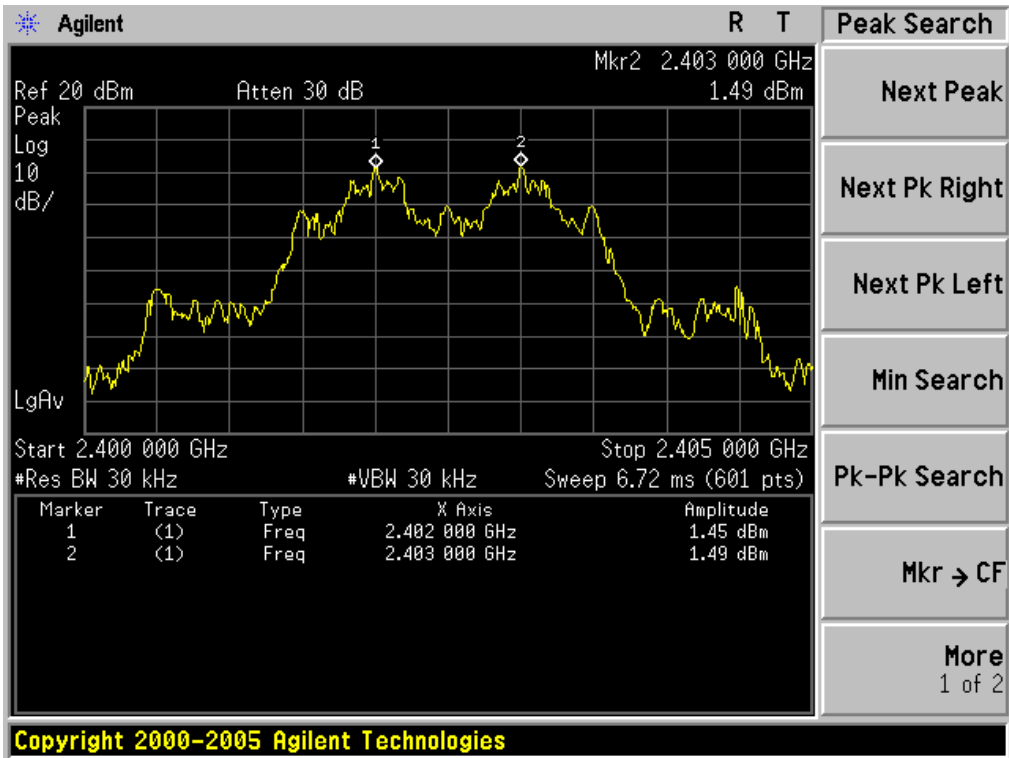 Agilent R T Peak Search
Mkr2 2.403 000 GHz
Ref 20 dBm Atten 30 dB 1.49 dBm
Peak
Log
10
dB/
1 2
LgAv
Start 2.400 000 GHz Stop 2.405 000 GHz
#Res BW 30 kHz #VBW 30 kHz Sweep 6.72 ms (601 pts)
Marker Trace Type X Axis Amplitude
1 (1) Freq 2.402 000 GHz 1.45 dBm
2 (1) Freq 2.403 000 GHz 1.49 dBm
Next Peak
Next Pk Right
Next Pk Left
Min Search
Pk-Pk Search
Mkr → CF
More
1 of 2
Copyright 2000-2005 Agilent Technologies